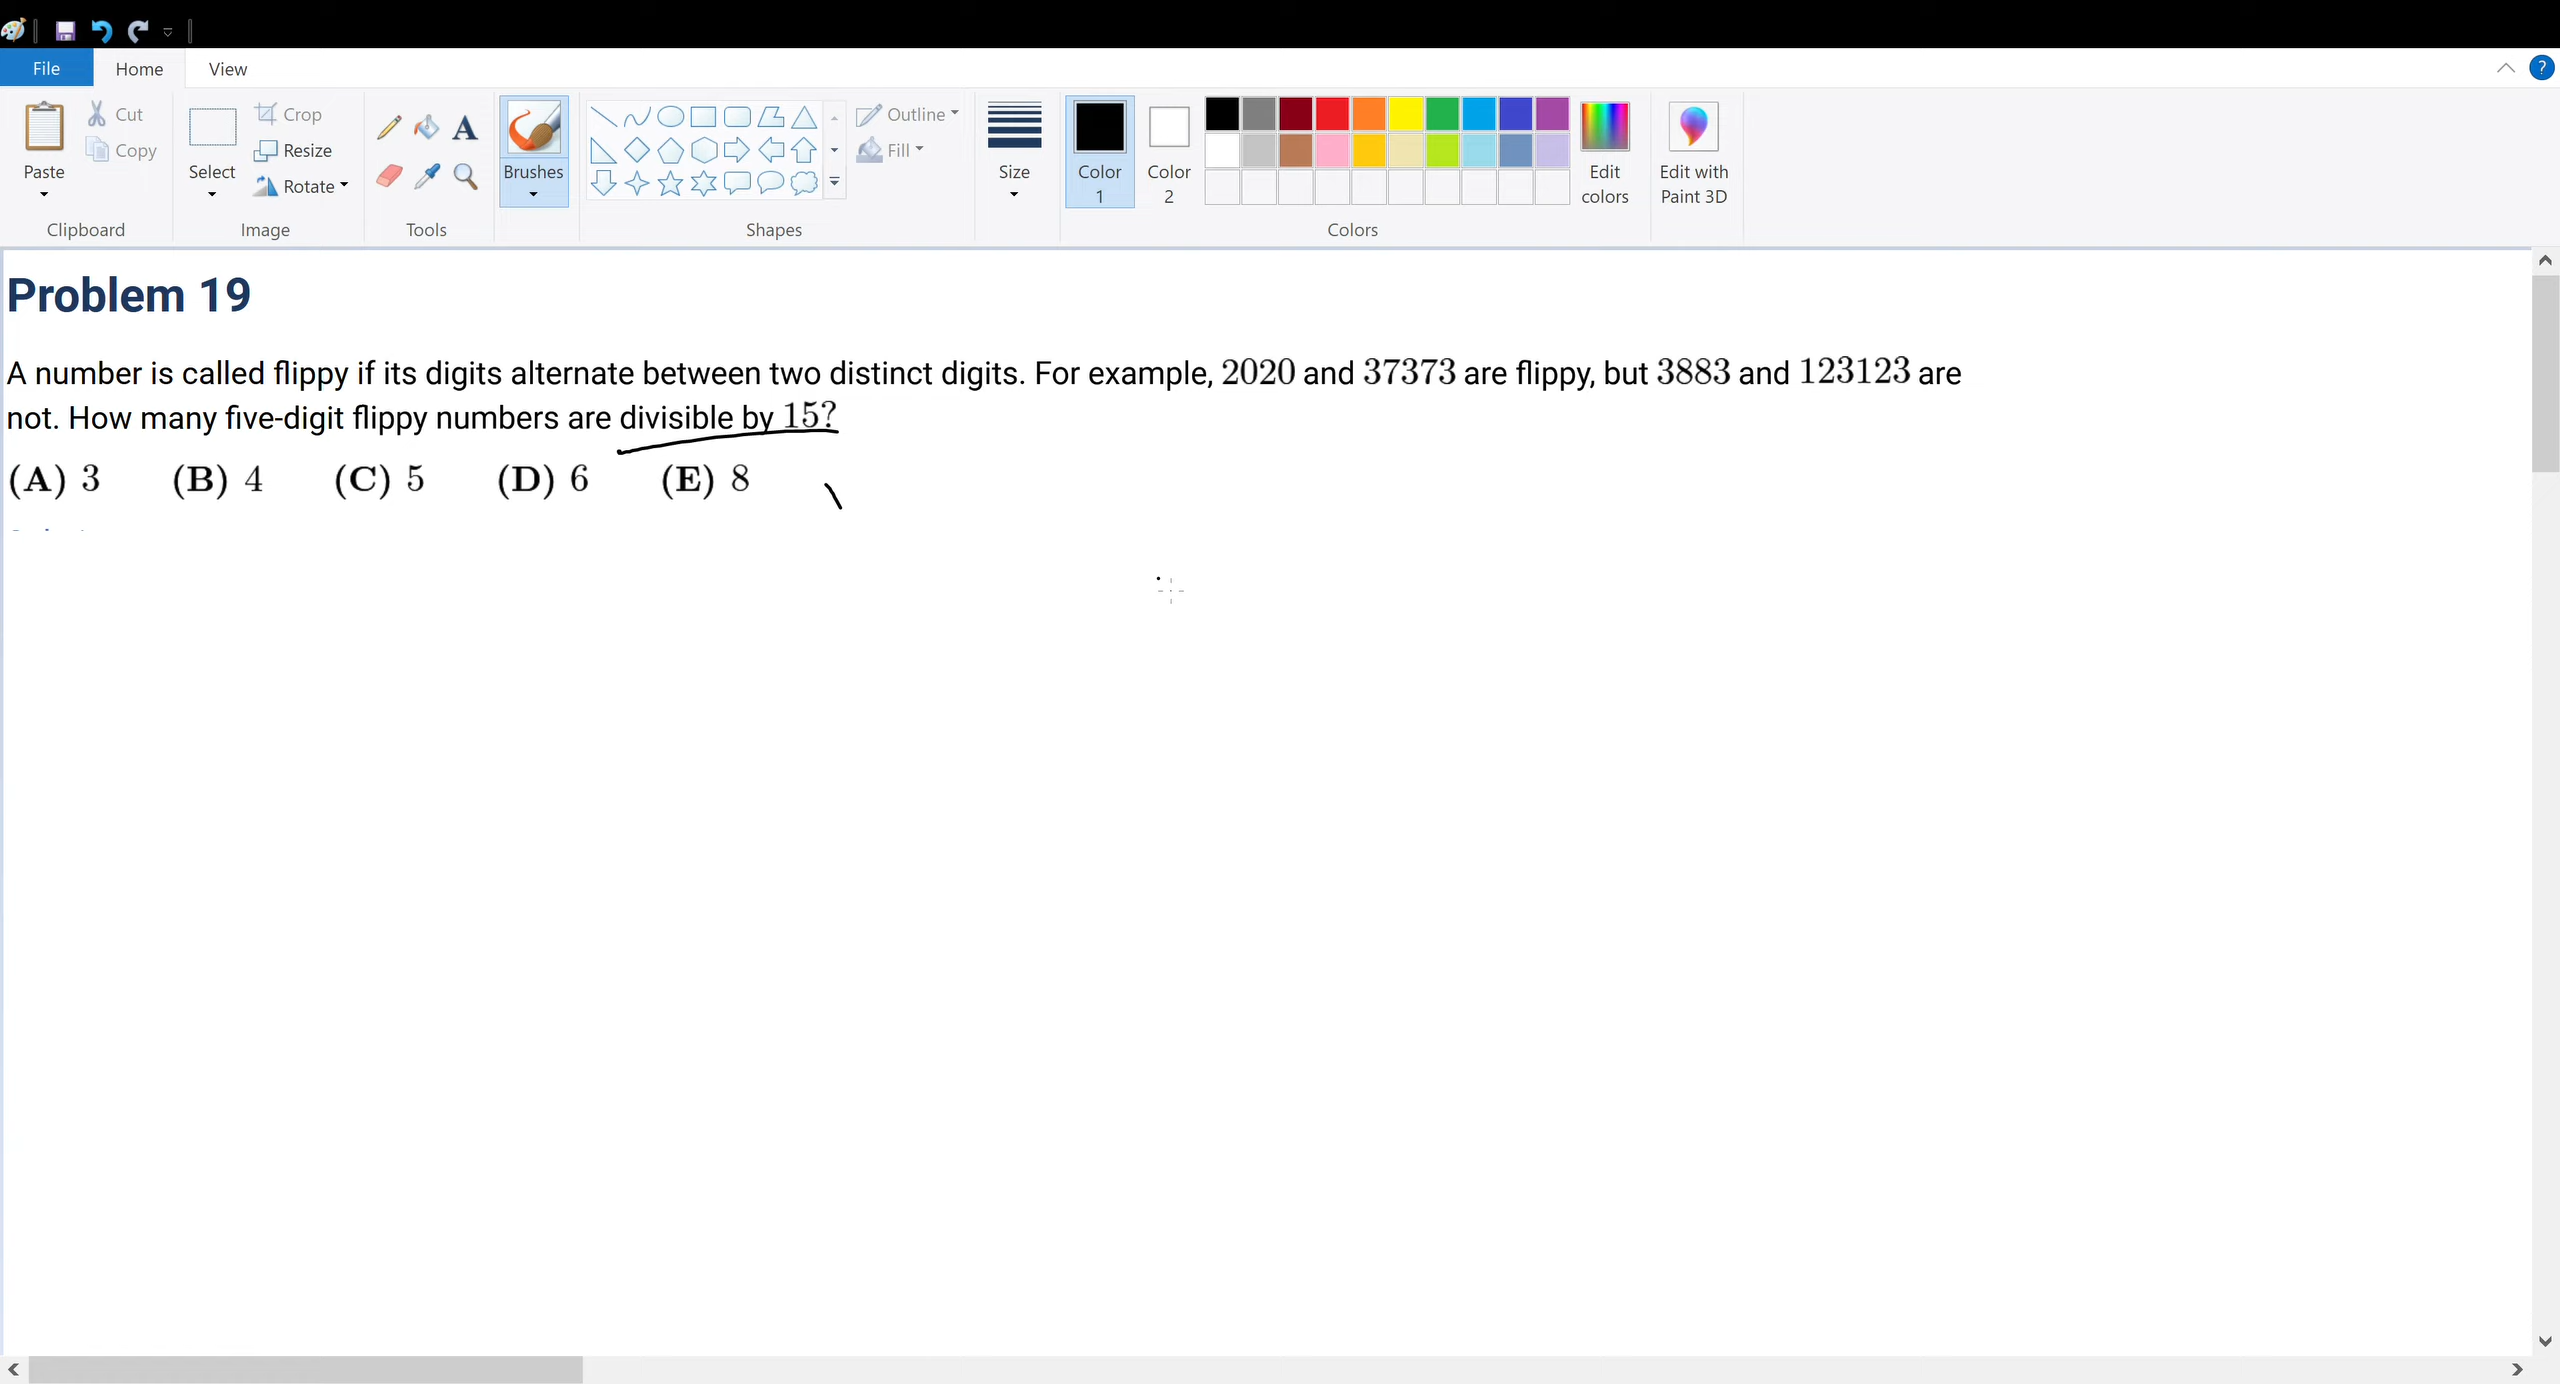 File Home View ?
Paste Cut Copy Select Crop Resize Rotate A Brushes Outline Fill Size Color 1 Color 2 Edit colors Edit with Paint 3D
Clipboard Image Tools Shapes Colors
Problem 19
A number is called flippy if its digits alternate between two distinct digits. For example, 2020 and 37373 are flippy, but 3883 and 123123 are
not. How many five-digit flippy numbers are divisible by 15?
(A) 3 (B) 4 (C) 5 (D) 6 (E) 8